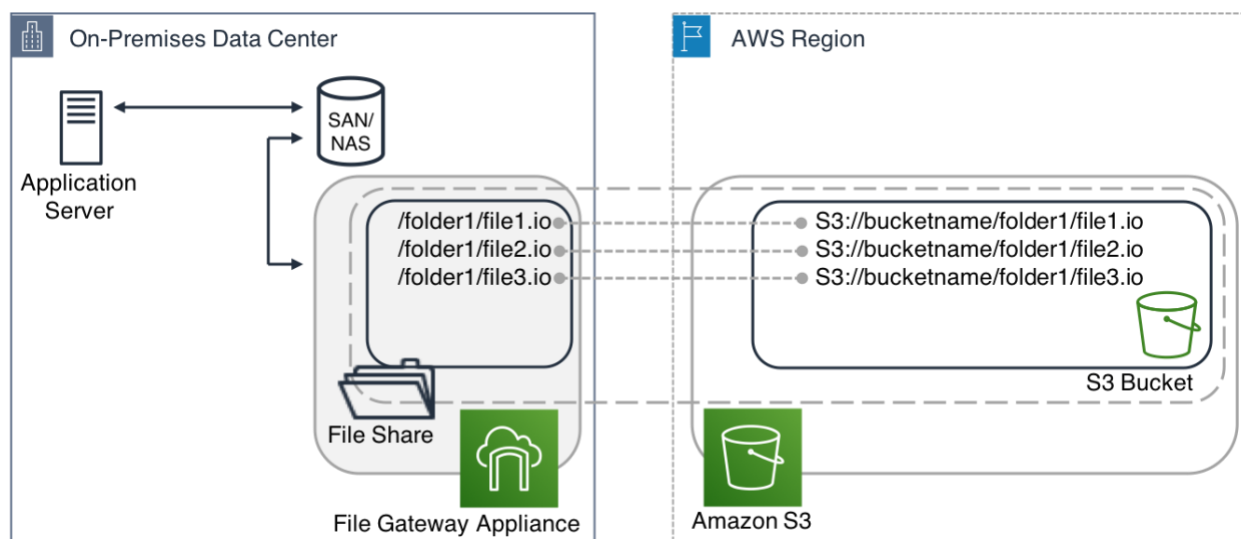 On-Premises Data Center
AWS Region
SAN/
NAS
Application
Server
/folder1/file1.io
/folder1/file2.io
/folder1/file3.io
S3://bucketname/folder1/file1.io
S3://bucketname/folder1/file2.io
S3://bucketname/folder1/file3.io
S3 Bucket
File Share
File Gateway Appliance
Amazon S3